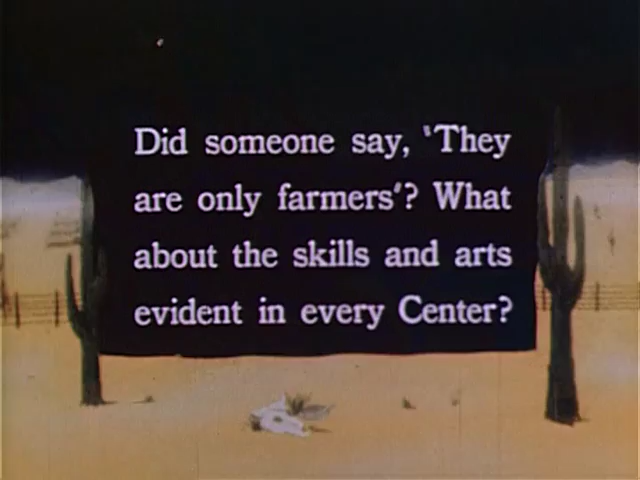 Did someone say, 'They
are only farmers'? What
about the skills and arts
evident in every Center?